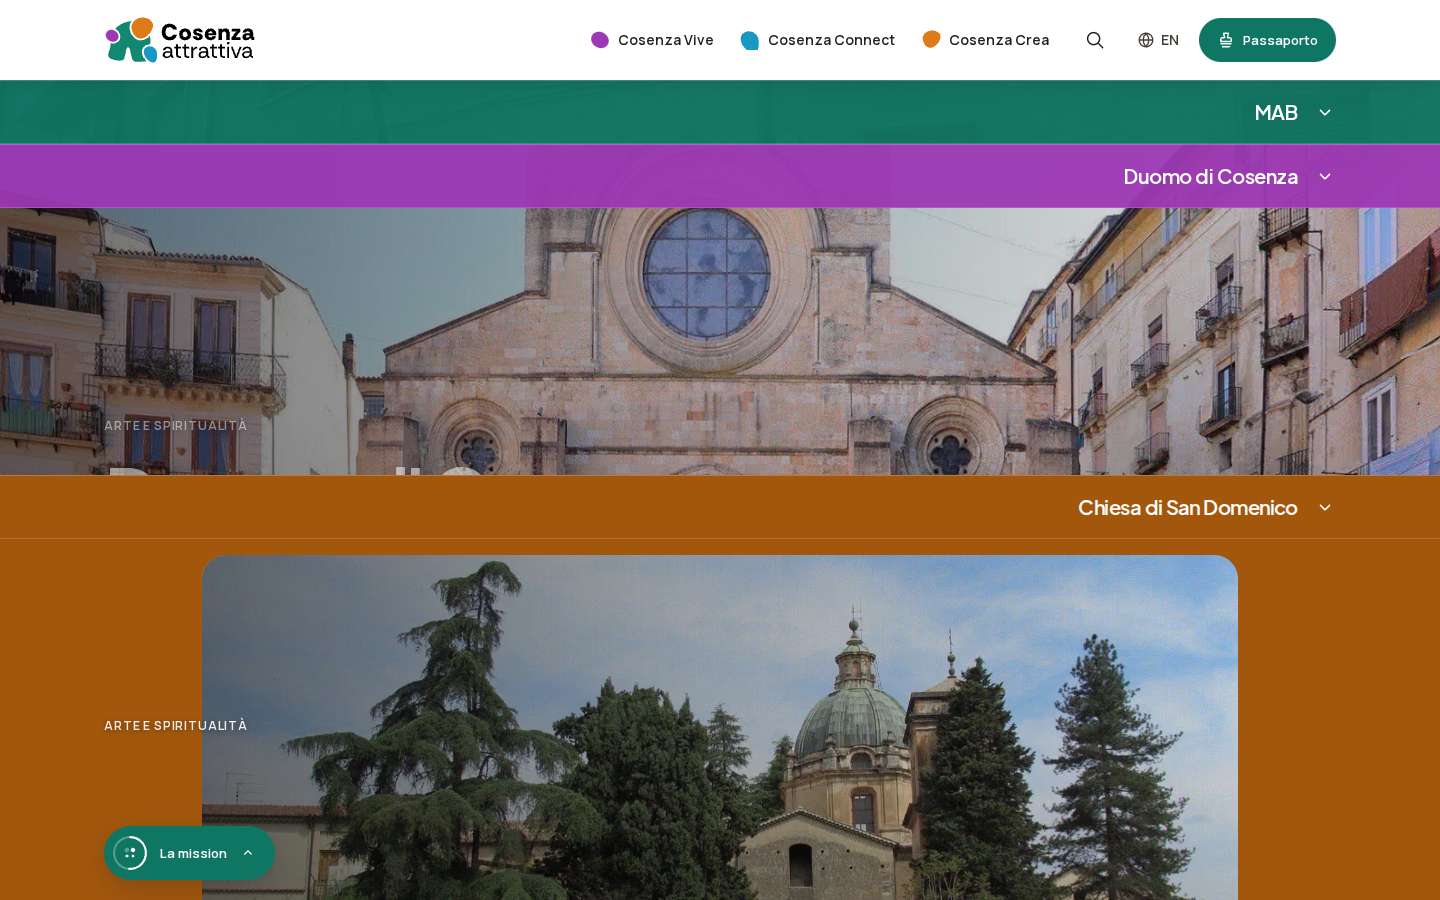 Cosenza
attrattiva
Cosenza Vive
Cosenza Connect
Cosenza Crea
EN
Passaporto
MAB
Duomo di Cosenza
ARTE E SPIRITUALITÀ
Chiesa di San Domenico
ARTE E SPIRITUALITÀ
La mission